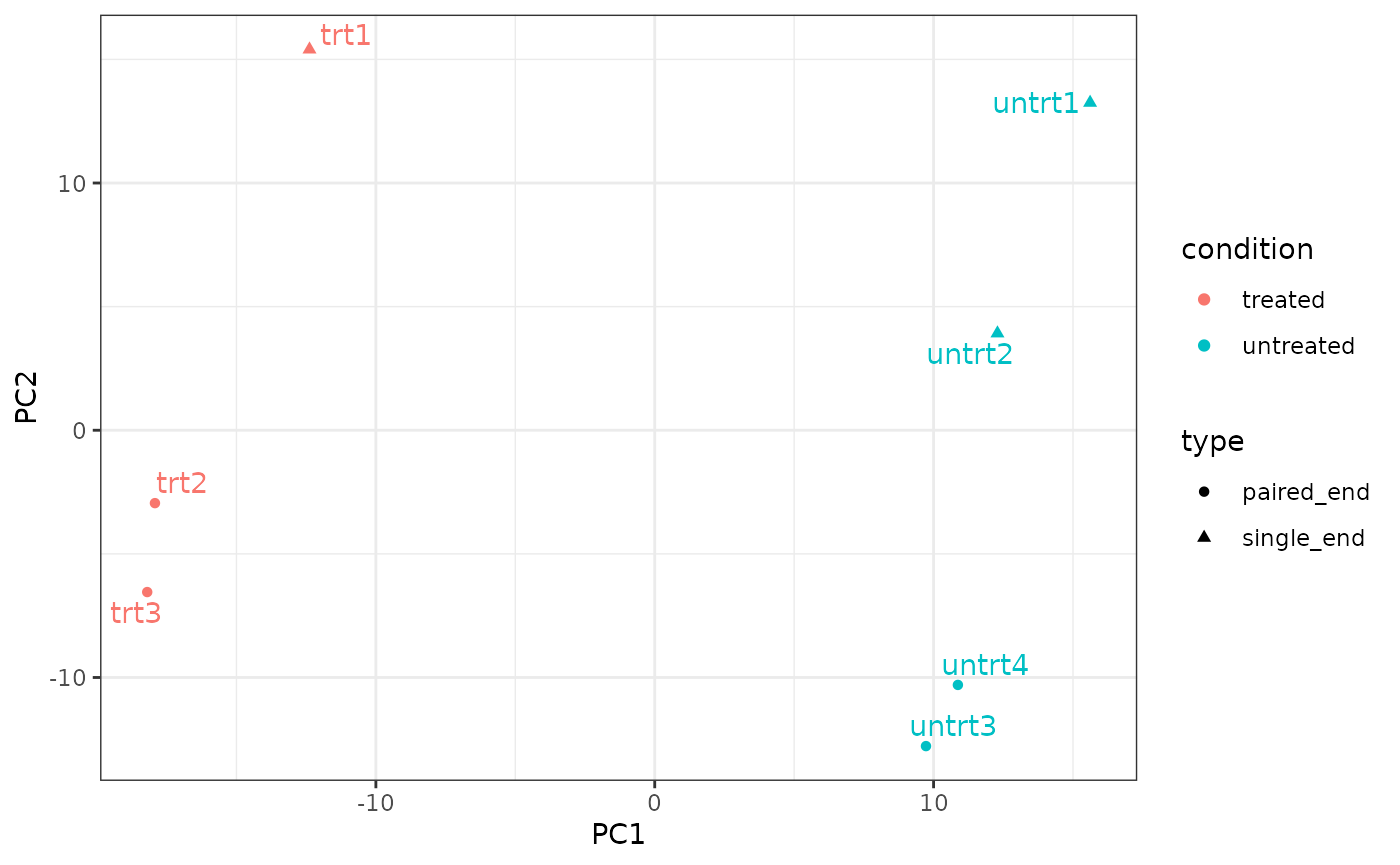 trt1
untrt1
10
untrt2
0
trt2
trt3
-10
untrt4
untrt3
-10
0
10
PC1
PC2
condition
treated
untreated
type
paired_end
single_end